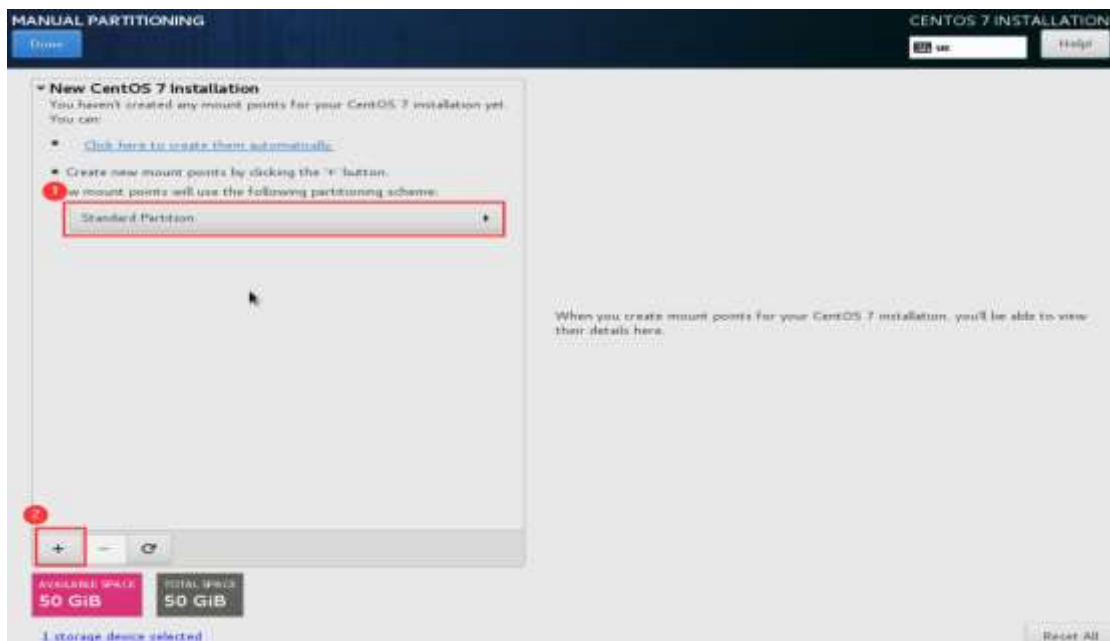 MANUAL PARTITIONING
CENTOS 7 INSTALLATION
Done
us
Help!
New CentOS 7 Installation
You haven't created any mount points for your CentOS 7 installation yet.
You can:
Click here to create them automatically.
Create new mount points by clicking the '+' button.
1
w mount points will use the following partitioning scheme:
Standard Partition
When you create mount points for your CentOS 7 installation, you'll be able to view
their details here.
2
+
-
AVAILABLE SPACE
50 GiB
TOTAL SPACE
50 GiB
1 storage device selected
Reset All